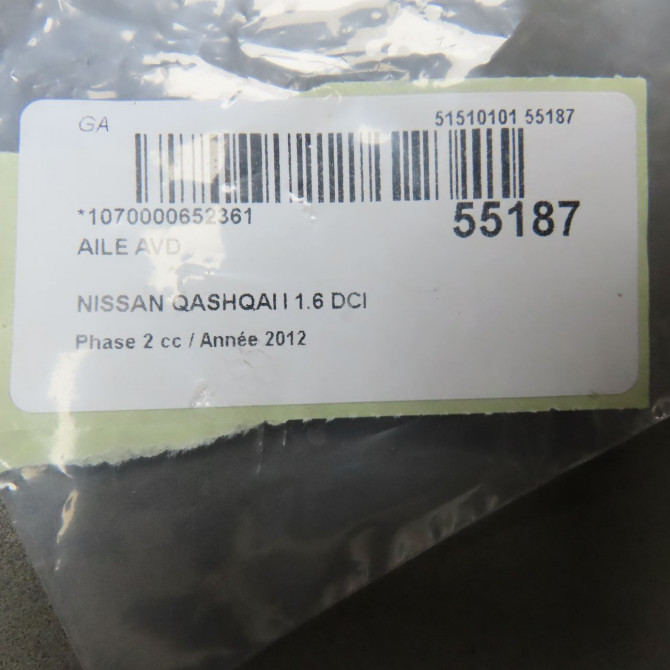 GA
51510101 55187
*1070000652361
55187
AILE AVD
NISSAN QASHQAI I 1.6 DCI
Phase 2 cc / Année 2012